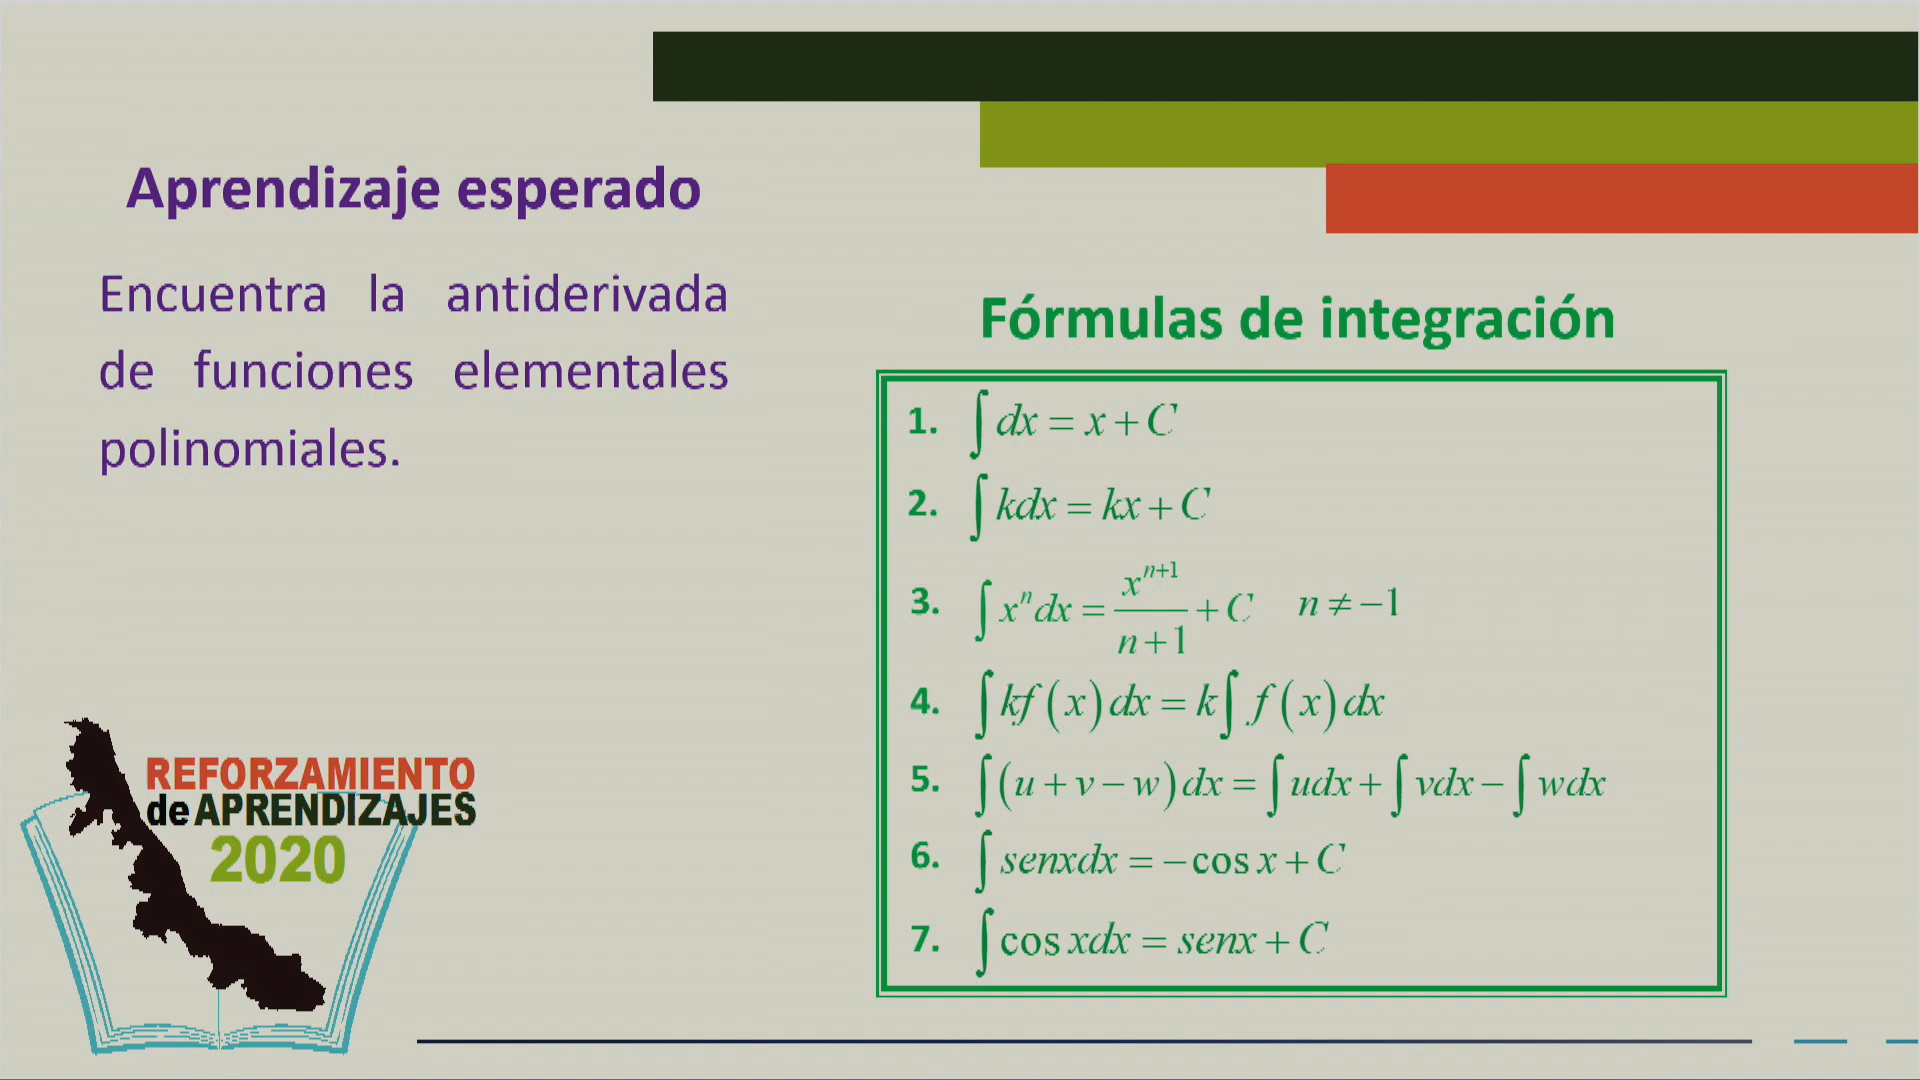 Aprendizaje esperado
Encuentra la antiderivada
de funciones elementales
polinomiales.
Fórmulas de integración
1. ∫ dx = x + C
2. ∫ kdx = kx + C
3. ∫ xⁿdx = xⁿ⁺¹/(n+1) + C n ≠ −1
4. ∫ kf(x)dx = k∫ f(x)dx
5. ∫(u + v − w)dx = ∫udx + ∫vdx − ∫wdx
6. ∫ senxdx = −cos x + C
7. ∫ cos xdx = senx + C
REFORZAMIENTO
de APRENDIZAJES
2020